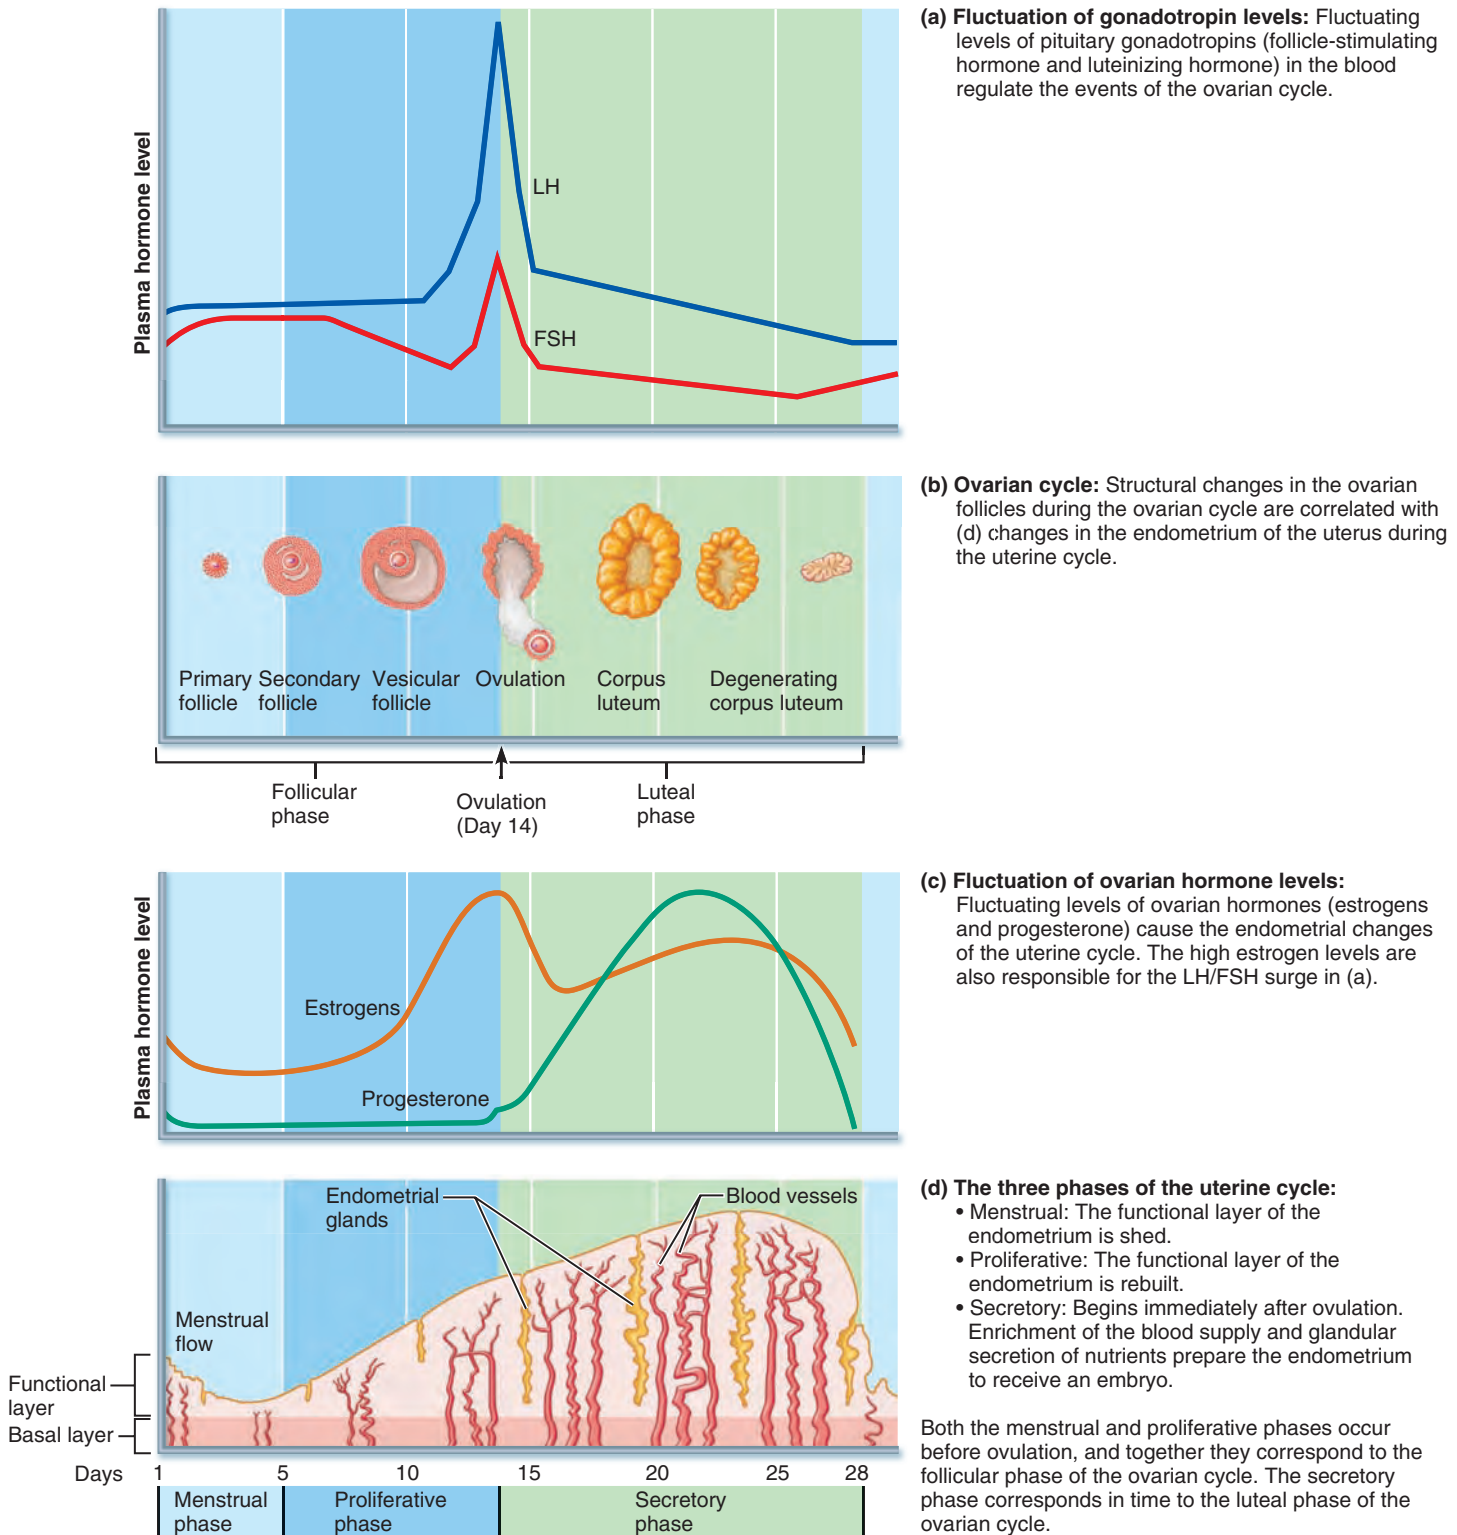 (a) Fluctuation of gonadotropin levels: Fluctuating
levels of pituitary gonadotropins (follicle-stimulating
hormone and luteinizing hormone) in the blood
regulate the events of the ovarian cycle.
Plasma hormone level
LH
FSH
(b) Ovarian cycle: Structural changes in the ovarian
follicles during the ovarian cycle are correlated with
(d) changes in the endometrium of the uterus during
the uterine cycle.
Primary
follicle
Secondary
follicle
Vesicular
follicle
Ovulation
Corpus
luteum
Degenerating
corpus luteum
Follicular
phase
Ovulation
(Day 14)
Luteal
phase
(c) Fluctuation of ovarian hormone levels:
Fluctuating levels of ovarian hormones (estrogens
and progesterone) cause the endometrial changes
of the uterine cycle. The high estrogen levels are
also responsible for the LH/FSH surge in (a).
Plasma hormone level
Estrogens
Progesterone
(d) The three phases of the uterine cycle:
• Menstrual: The functional layer of the
endometrium is shed.
• Proliferative: The functional layer of the
endometrium is rebuilt.
• Secretory: Begins immediately after ovulation.
Enrichment of the blood supply and glandular
secretion of nutrients prepare the endometrium
to receive an embryo.
Both the menstrual and proliferative phases occur
before ovulation, and together they correspond to the
follicular phase of the ovarian cycle. The secretory
phase corresponds in time to the luteal phase of the
ovarian cycle.
Endometrial
glands
Blood vessels
Menstrual
flow
Functional
layer
Basal layer
Days 1 5 10 15 20 25 28
Menstrual
phase
Proliferative
phase
Secretory
phase